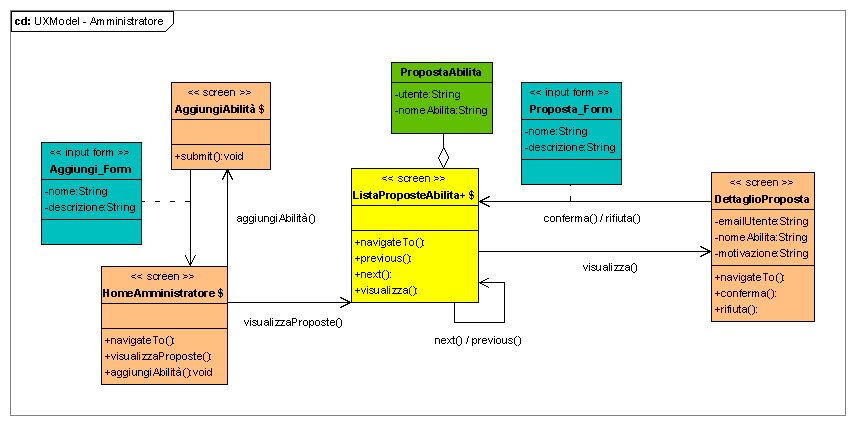 cd: UXModel - Amministratore
<< screen >>
AggiungiAbilità $
+submit():void
<< input form >>
Aggiungi_Form
-nome:String
-descrizione:String
aggiungiAbilità()
<< screen >>
HomeAmministratore $
+navigateTo():
+visualizzaProposte():
+aggiungiAbilità():void
visualizzaProposte()
PropostaAbilita
-utente:String
-nomeAbilita:String
<< screen >>
ListaProposteAbilita+ $
+navigateTo():
+previous():
+next():
+visualizza():
next() / previous()
<< input form >>
Proposta_Form
-nome:String
-descrizione:String
conferma() / rifiuta()
visualizza()
<< screen >>
DettaglioProposta
-emailUtente:String
-nomeAbilita:String
-motivazione:String
+navigateTo():
+conferma():
+rifiuta():